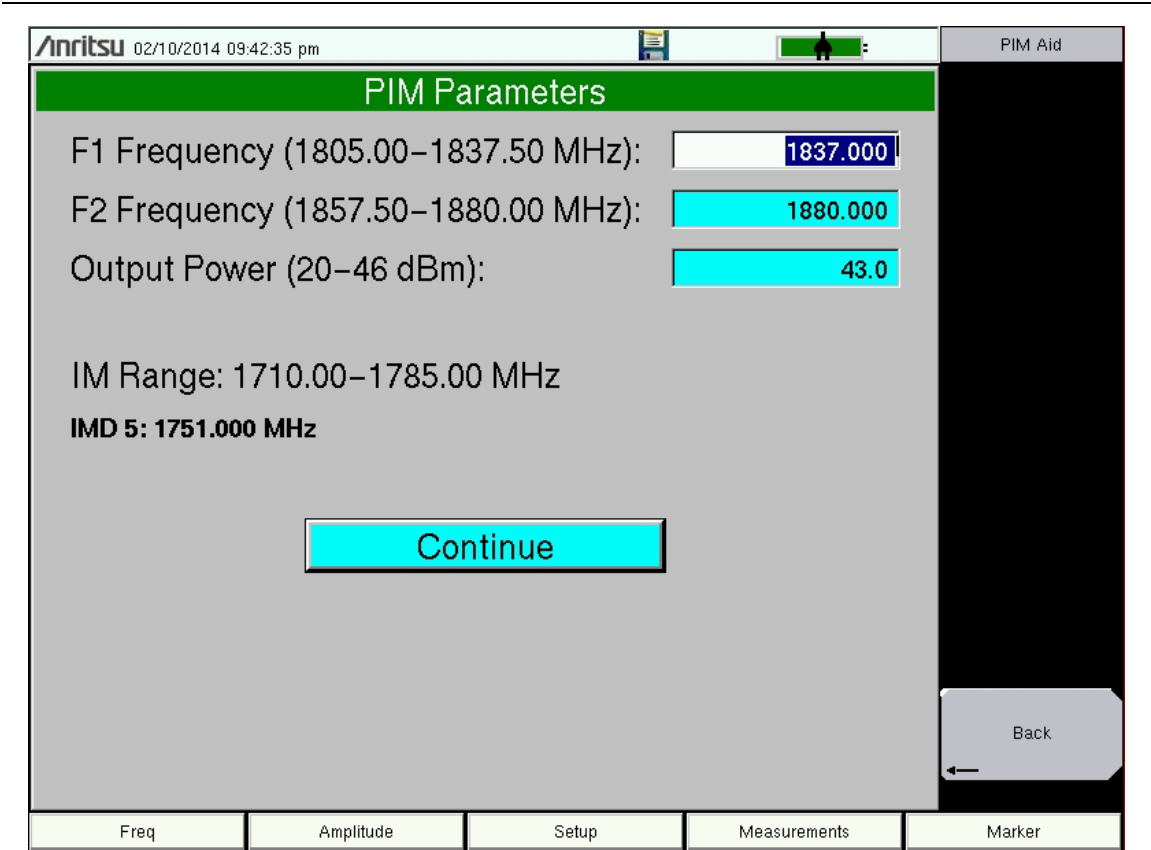 /inritsu 02/10/2014 09:42:35 pm
PIM Aid
PIM Parameters
F1 Frequency (1805.00–1837.50 MHz): 1837.000
F2 Frequency (1857.50–1880.00 MHz): 1880.000
Output Power (20–46 dBm): 43.0
IM Range: 1710.00–1785.00 MHz
IMD 5: 1751.000 MHz
Continue
Back
Freq Amplitude Setup Measurements Marker